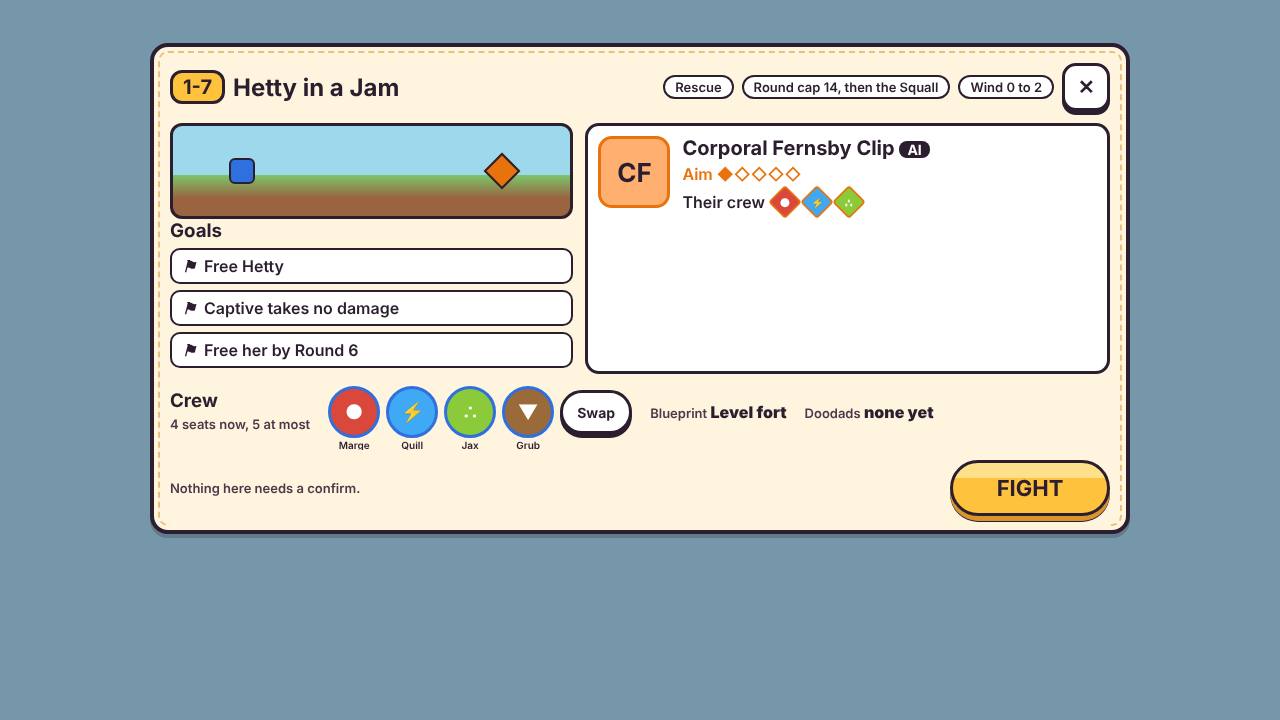 1-7 Hetty in a Jam
Rescue
Round cap 14, then the Squall
Wind 0 to 2
✕
CF
Corporal Fernsby Clip AI
Aim
Their crew
Goals
Free Hetty
Captive takes no damage
Free her by Round 6
Crew
4 seats now, 5 at most
Marge
Quill
Jax
Grub
Swap
Blueprint Level fort
Doodads none yet
Nothing here needs a confirm.
FIGHT